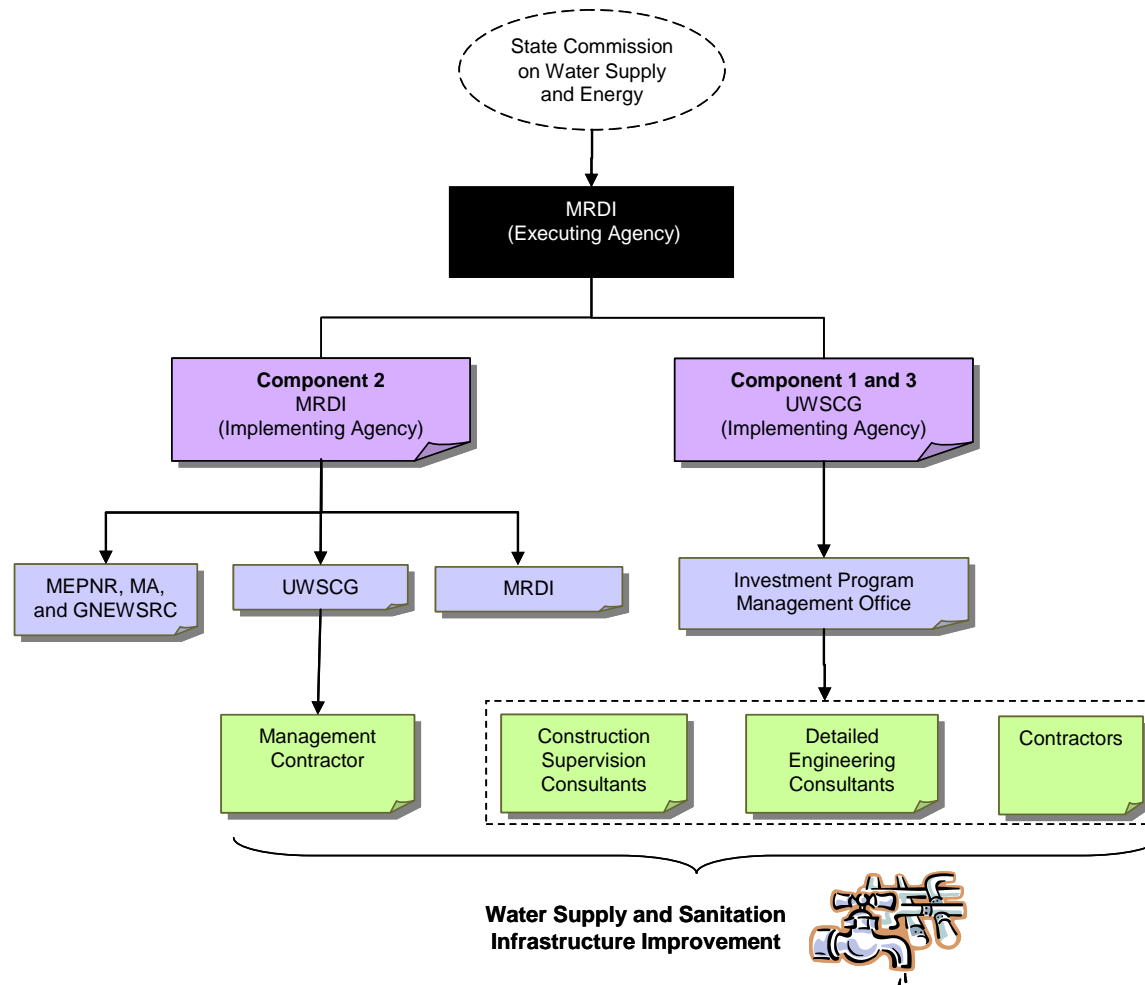 State Commission
on Water Supply
and Energy
MRDI
(Executing Agency)
Component 2
MRDI
(Implementing Agency)
Component 1 and 3
UWSCG
(Implementing Agency)
MEPNR, MA,
and GNEWSRC
UWSCG
MRDI
Investment Program
Management Office
Management
Contractor
Construction
Supervision
Consultants
Detailed
Engineering
Consultants
Contractors
Water Supply and Sanitation
Infrastructure Improvement